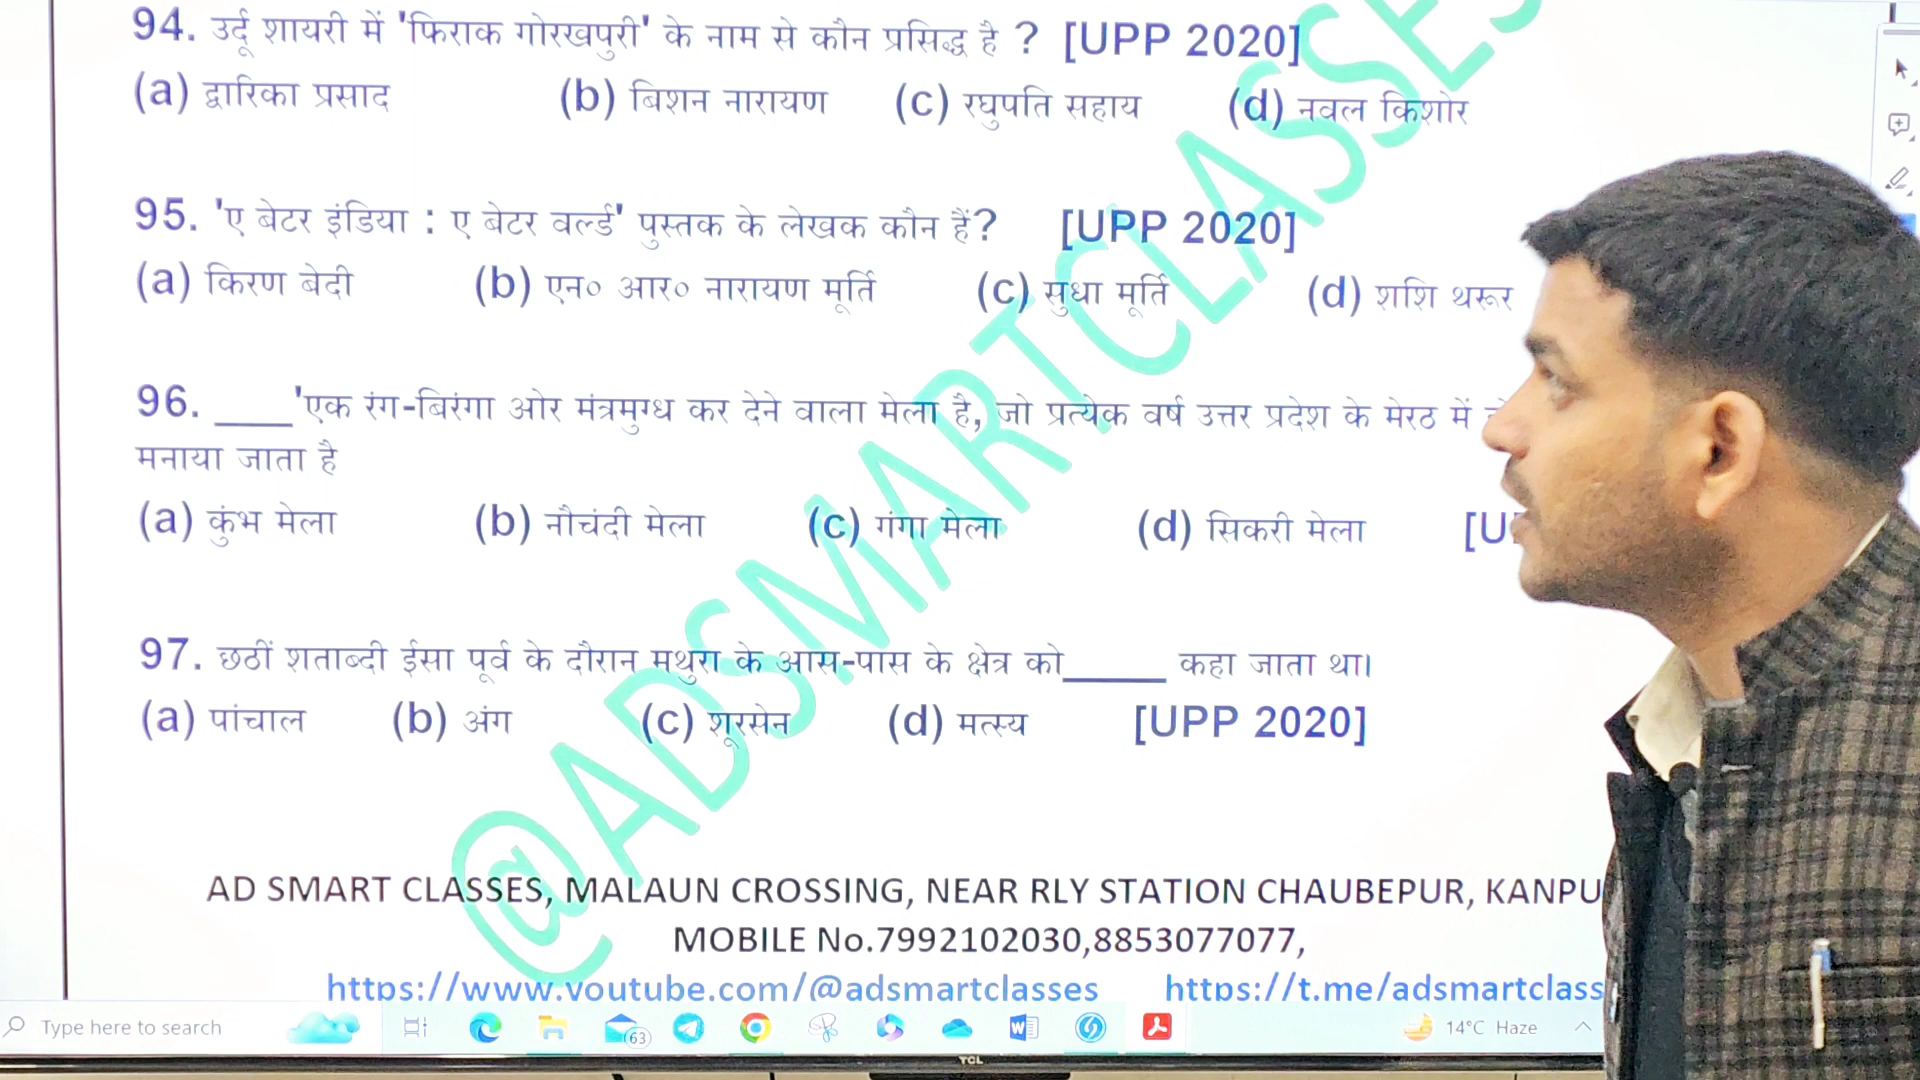 94. उर्दू शायरी में 'फिराक गोरखपुरी' के नाम से कौन प्रसिद्ध है ? [UPP 2020]
(a) द्वारिका प्रसाद (b) बिशन नारायण (c) रघुपति सहाय (d) नवल किशोर
95. 'ए बेटर इंडिया : ए बेटर वर्ल्ड' पुस्तक के लेखक कौन हैं? [UPP 2020]
(a) किरण बेदी (b) एन० आर० नारायण मूर्ति (c) सुधा मूर्ति (d) शशि थरूर
96. ____'एक रंग-बिरंगा ओर मंत्रमुग्ध कर देने वाला मेला है, जो प्रत्येक वर्ष उत्तर प्रदेश के मेरठ में
मनाया जाता है
(a) कुंभ मेला (b) नौचंदी मेला (c) गंगा मेला (d) सिकरी मेला
97. छठीं शताब्दी ईसा पूर्व के दौरान मथुरा के आस-पास के क्षेत्र को_____ कहा जाता था।
(a) पांचाल (b) अंग (c) शूरसेन (d) मत्स्य [UPP 2020]
@ADSMARTCLASSES
AD SMART CLASSES, MALAUN CROSSING, NEAR RLY STATION CHAUBEPUR,
MOBILE No.7992102030,8853077077,
https://www.youtube.com/@adsmartclasses https://t.me/adsmartclass
Type here to search 63 14°C Haze
TCL